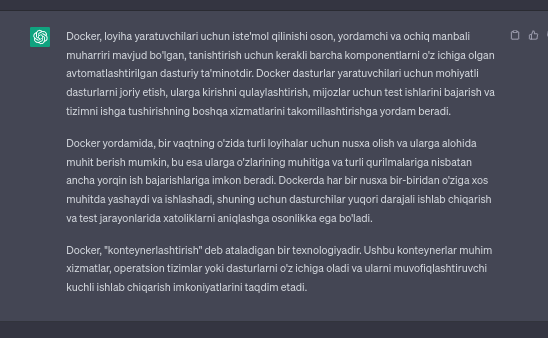 Docker, loyiha yaratuvchilari uchun iste'mol qilinishi oson, yordamchi va ochiq manbali
muharriri mavjud bo'lgan, tanishtirish uchun kerakli barcha komponentlarni o'z ichiga olgan
avtomatlashtirilgan dasturiy ta'minotdir. Docker dasturlar yaratuvchilari uchun mohiyatli
dasturlarni joriy etish, ularga kirishni qulaylashtirish, mijozlar uchun test ishlarini bajarish va
tizimni ishga tushirishning boshqa xizmatlarini takomillashtirishga yordam beradi.
Docker yordamida, bir vaqtning o'zida turli loyihalar uchun nusxa olish va ularga alohida
muhit berish mumkin, bu esa ularga o'zlarining muhitiga va turli qurilmalariga nisbatan
ancha yorqin ish bajarishlariga imkon beradi. Dockerda har bir nusxa bir-biridan o'ziga xos
muhitda yashaydi va ishlashadi, shuning uchun dasturchilar yuqori darajali ishlab chiqarish
va test jarayonlarida xatoliklarni aniqlashga osonlikka ega bo'ladi.
Docker, "konteynerlashtirish" deb ataladigan bir texnologiyadir. Ushbu konteynerlar muhim
xizmatlar, operatsion tizimlar yoki dasturlarni o'z ichiga oladi va ularni muvofiqlashtiruvchi
kuchli ishlab chiqarish imkoniyatlarini taqdim etadi.